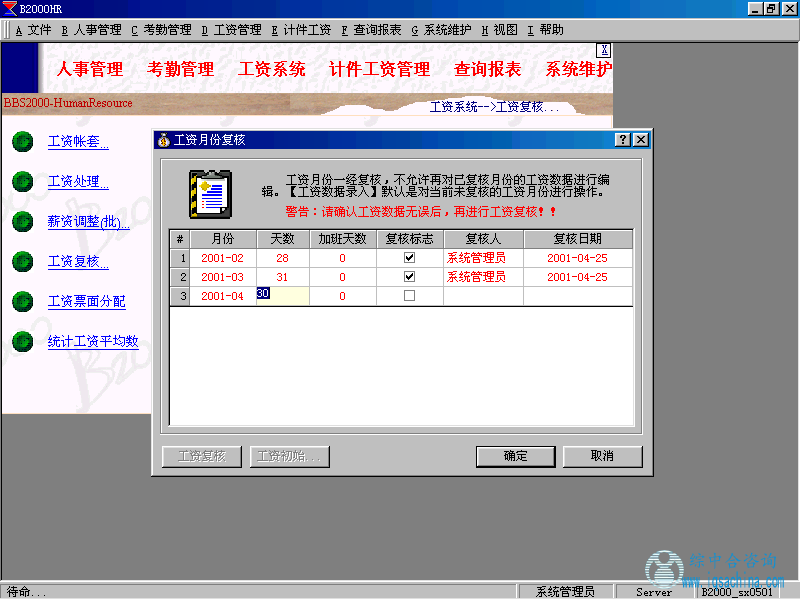 B2000HR
A 文件 B 人事管理 C 考勤管理 D 工资管理 E 计件工资 F 查询报表 G 系统维护 H 视图 I 帮助
人事管理 考勤管理 工资系统 计件工资管理 查询报表 系统维护
BBS2000-HumanResource
工资系统-->工资复核...
工资帐套...
工资处理...
薪资调整(批)...
工资复核...
工资票面分配
统计工资平均数
工资月份复核
工资月份一经复核，不允许再对已复核月份的工资数据进行编
辑。【工资数据录入】默认是对当前未复核的工资月份进行操作。
警告：请确认工资数据无误后，再进行工资复核！！
# 月份 天数 加班天数 复核标志 复核人 复核日期
1 2001-02 28 0 系统管理员 2001-04-25
2 2001-03 31 0 系统管理员 2001-04-25
3 2001-04 30 0
工资复核 工资初始... 确定 取消
综中合咨询
www.iqsachina.com
待命... 系统管理员 Server B2000_sx0501